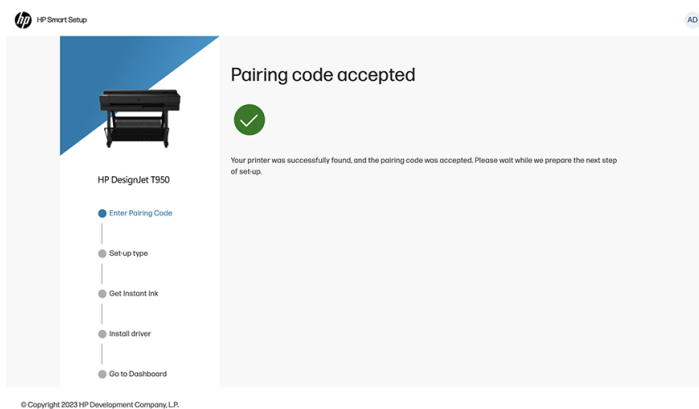 hp
HP Smart Setup
AD
Pairing code accepted
Your printer was successfully found, and the pairing code was accepted. Please wait while we prepare the next step
of set-up.
HP DesignJet T950
Enter Pairing Code
Set-up type
Get Instant Ink
Install driver
Go to Dashboard
© Copyright 2023 HP Development Company, L.P.